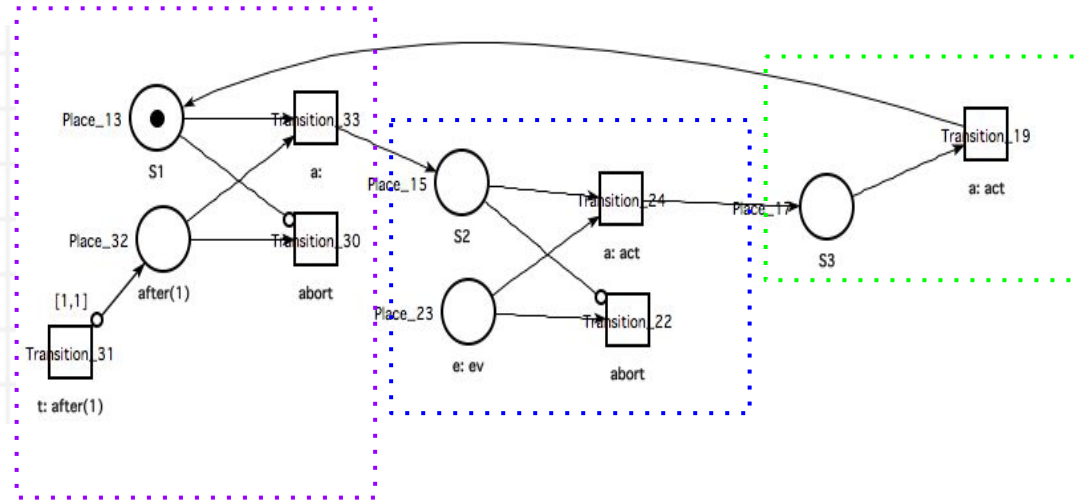 Place_13
S1
Transition_33
a:
Place_32
after(1)
Transition_30
abort
[1,1]
Transition_31
t: after(1)
Place_15
S2
Transition_24
a: act
Place_23
e: ev
Transition_22
abort
Place_17
S3
Transition_19
a: act